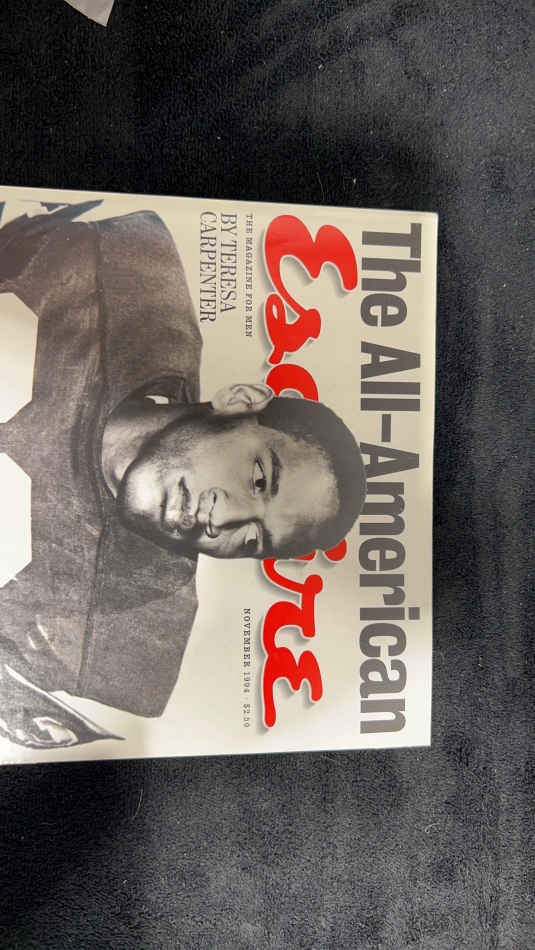 The All-American
Esquire
THE MAGAZINE FOR MEN
NOVEMBER 1994 · $2.50
BY TERESA
CARPENTER